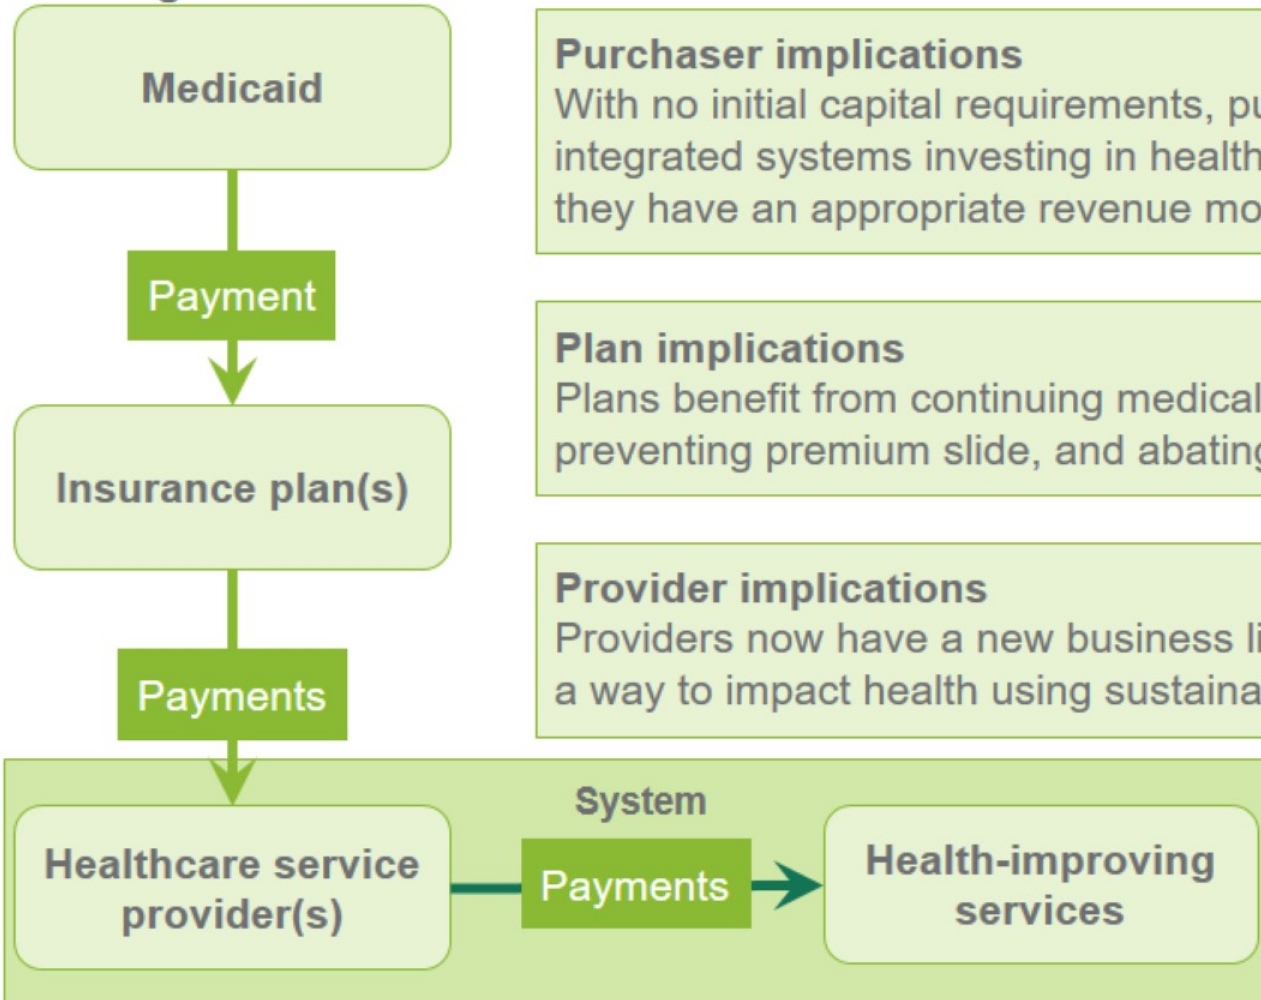 Medicaid
Purchaser implications
With no initial capital requirements,
integrated systems investing in health
they have an appropriate revenue
Payment
Plan implications
Plans benefit from continuing medical
preventing premium slide, and abating
Insurance plan(s)
Provider implications
Providers now have a new business
a way to impact health using
Payments
System
Healthcare service
provider(s)
Payments
Health-improving
services